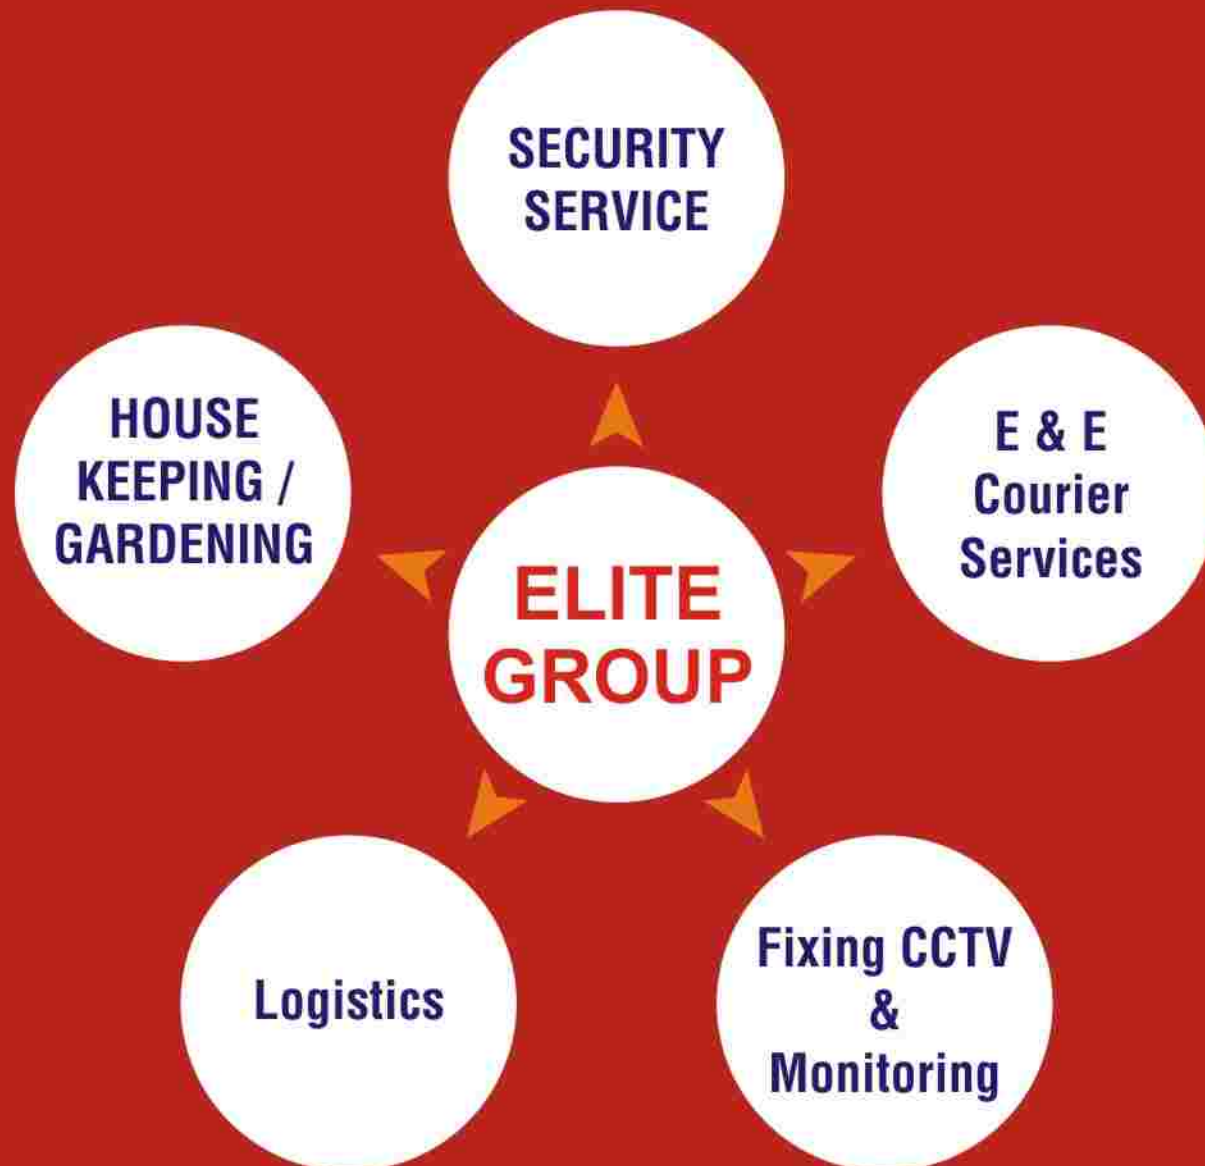 SECURITY
SERVICE
HOUSE
KEEPING /
GARDENING
E & E
Courier
Services
ELITE
GROUP
Logistics
Fixing CCTV
&
Monitoring